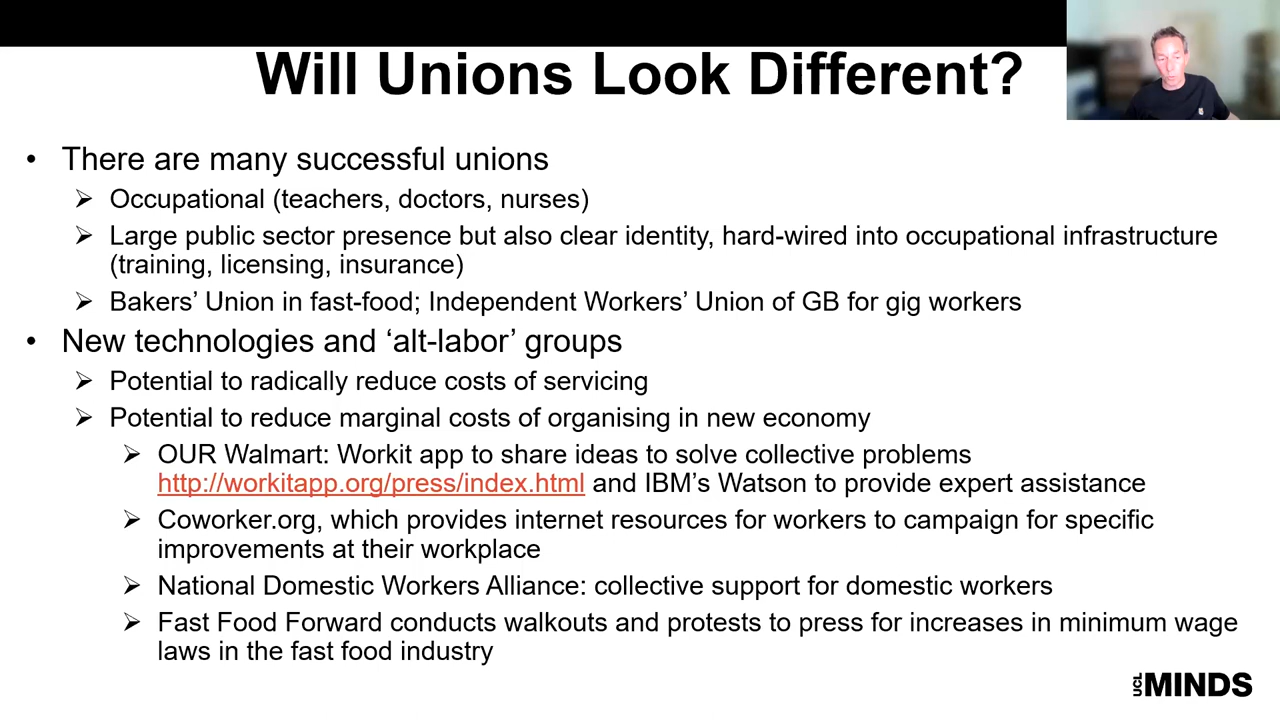 Will Unions Look Different?
• There are many successful unions
➢ Occupational (teachers, doctors, nurses)
➢ Large public sector presence but also clear identity, hard-wired into occupational infrastructure
(training, licensing, insurance)
➢ Bakers’ Union in fast-food; Independent Workers’ Union of GB for gig workers
• New technologies and ‘alt-labor’ groups
➢ Potential to radically reduce costs of servicing
➢ Potential to reduce marginal costs of organising in new economy
➢ OUR Walmart: Workit app to share ideas to solve collective problems
http://workitapp.org/press/index.html and IBM’s Watson to provide expert assistance
➢ Coworker.org, which provides internet resources for workers to campaign for specific
improvements at their workplace
➢ National Domestic Workers Alliance: collective support for domestic workers
➢ Fast Food Forward conducts walkouts and protests to press for increases in minimum wage
laws in the fast food industry
UCL MINDS